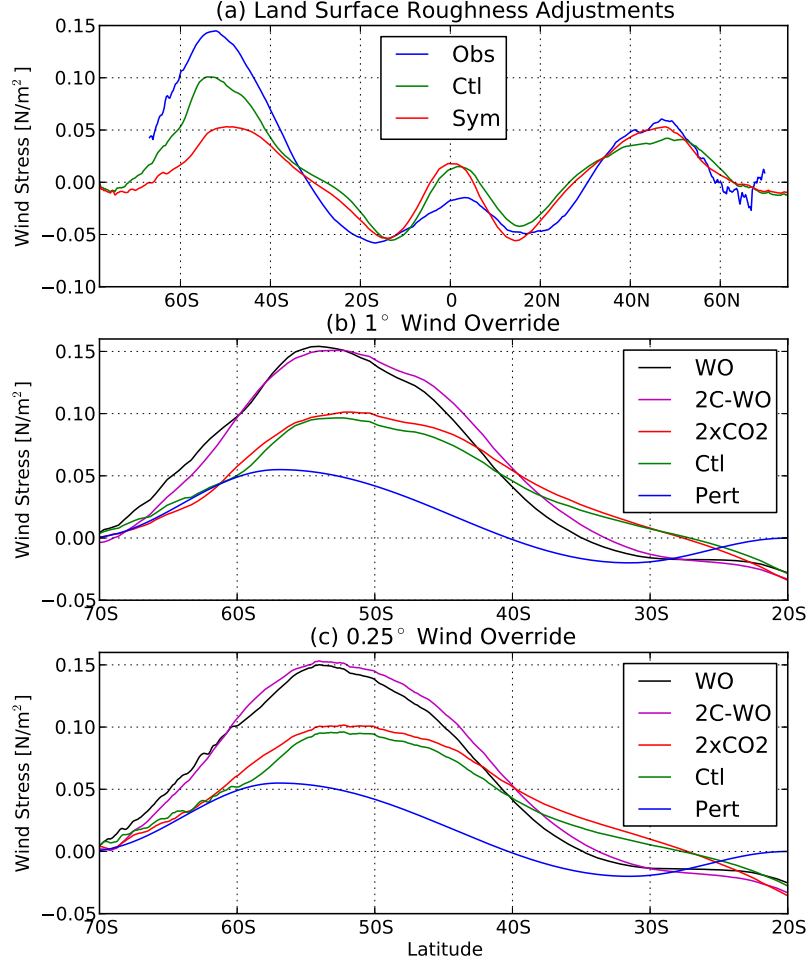 (a) Land Surface Roughness Adjustments
Wind Stress [N/m²]
0.15
0.10
0.05
0.00
−0.05
−0.10
Obs
Ctl
Sym
60S 40S 20S 0 20N 40N 60N
(b) 1° Wind Override
Wind Stress [N/m²]
0.15
0.10
0.05
0.00
−0.05
WO
2C-WO
2xCO2
Ctl
Pert
70S 60S 50S 40S 30S 20S
(c) 0.25° Wind Override
Wind Stress [N/m²]
0.15
0.10
0.05
0.00
−0.05
WO
2C-WO
2xCO2
Ctl
Pert
70S 60S 50S 40S 30S 20S
Latitude